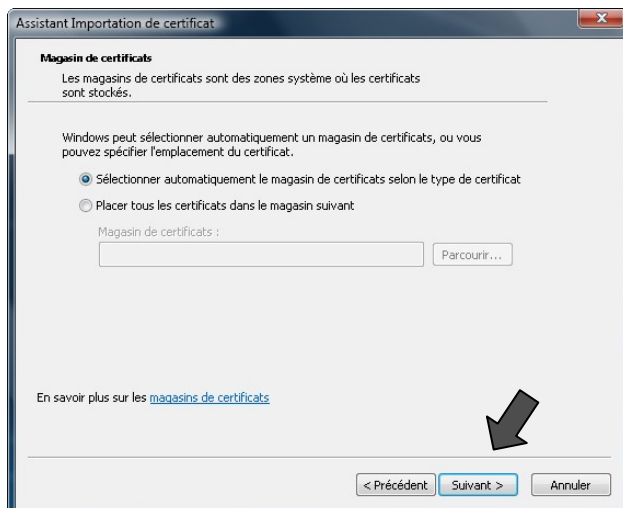 Assistant Importation de certificat
Magasin de certificats
Les magasins de certificats sont des zones système où les certificats
sont stockés.
Windows peut sélectionner automatiquement un magasin de certificats, ou vous
pouvez spécifier l'emplacement du certificat.
Sélectionner automatiquement le magasin de certificats selon le type de certificat
Placer tous les certificats dans le magasin suivant
Magasin de certificats :
Parcourir...
En savoir plus sur les magasins de certificats
< Précédent Suivant > Annuler